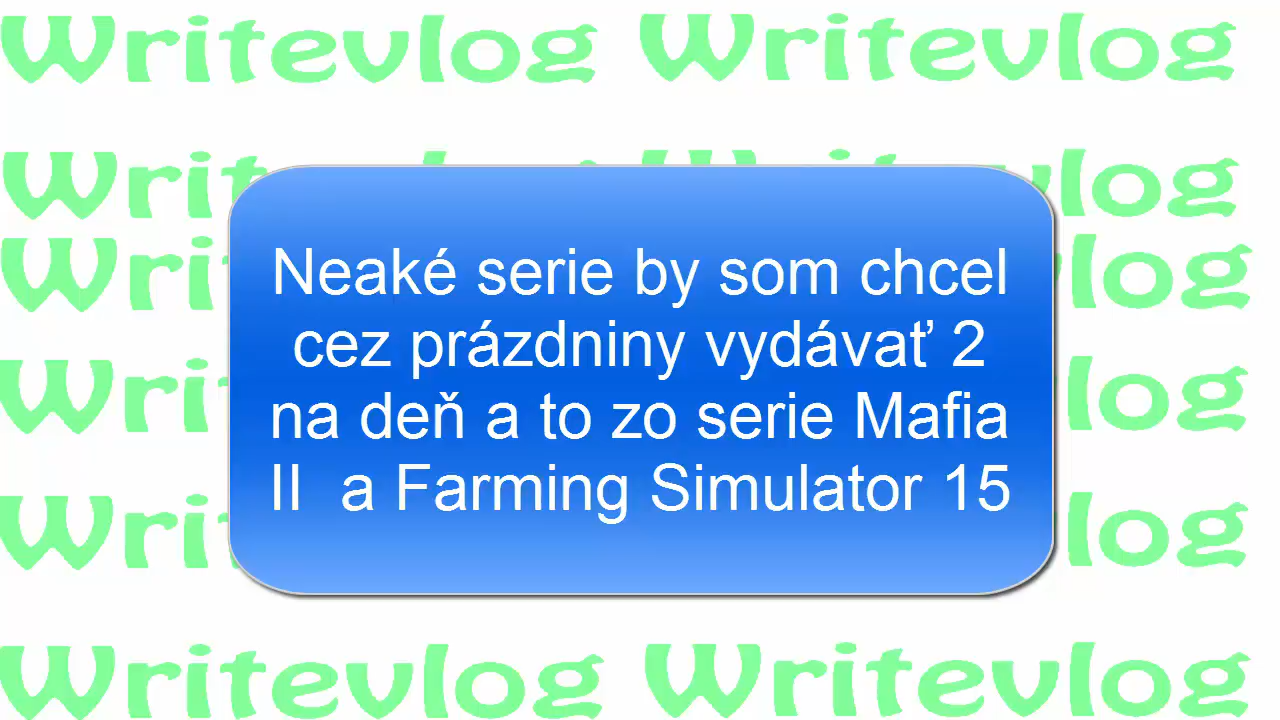 Writevlog Writevlog
Neaké serie by som chcel
cez prázdniny vydávať 2
na deň a to zo serie Mafia
II a Farming Simulator 15
Writevlog Writevlog